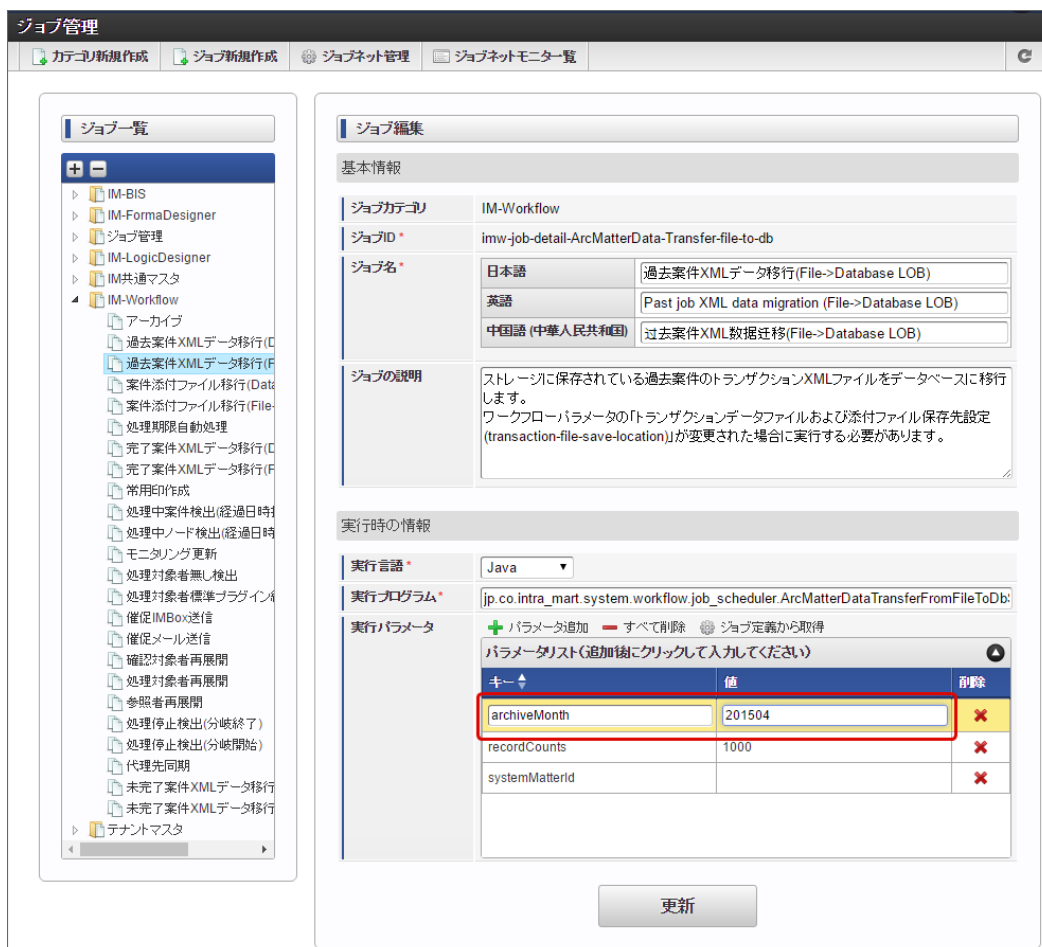 ジョブ管理
カテゴリ新規作成 ジョブ新規作成 ジョブネット管理 ジョブネットモニター覧
ジョブ一覧
IM-BIS
IM-FormaDesigner
ジョブ管理
IM-LogicDesigner
IM共通マスタ
IM-Workflow
アーカイブ
過去案件XMLデータ移行(D
過去案件XMLデータ移行(F
案件添付ファイル移行(Data
案件添付ファイル移行(File-
処理期限自動処理
完了案件XMLデータ移行(D
完了案件XMLデータ移行(F
常用印作成
処理中案件検出(経過日時
処理中ノード検出(経過日時
モニタリング更新
処理対象者無し検出
処理対象者標準プラグイン
催促IMBox送信
催促メール送信
確認対象者再展開
処理対象者再展開
参照者再展開
処理停止検出(分岐終了)
処理停止検出(分岐開始)
代理先同期
未完了案件XMLデータ移行
未完了案件XMLデータ移行
テナントマスタ
ジョブ編集
基本情報
ジョブカテゴリ IM-Workflow
ジョブID * imw-job-detail-ArcMatterData-Transfer-file-to-db
ジョブ名 * 日本語 過去案件XMLデータ移行(File->Database LOB)
英語 Past job XML data migration (File->Database LOB)
中国語 (中華人民共和国) 过去案件XML数据迁移(File->Database LOB)
ジョブの説明 ストレージに保存されている過去案件のトランザクションXMLファイルをデータベースに移行
します。
ワークフローパラメータの「トランザクションデータファイルおよび添付ファイル保存先設定
(transaction-file-save-location)」が変更された場合に実行する必要があります。
実行時の情報
実行言語 * Java
実行プログラム * jp.co.intra_mart.system.workflow.job_scheduler.ArcMatterDataTransferFromFileToDb
実行パラメータ パラメータ追加 すべて削除 ジョブ定義から取得
パラメータリスト(追加後にクリックして入力してください)
キー 値 削除
archiveMonth 201504
recordCounts 1000
systemMatterId
更新